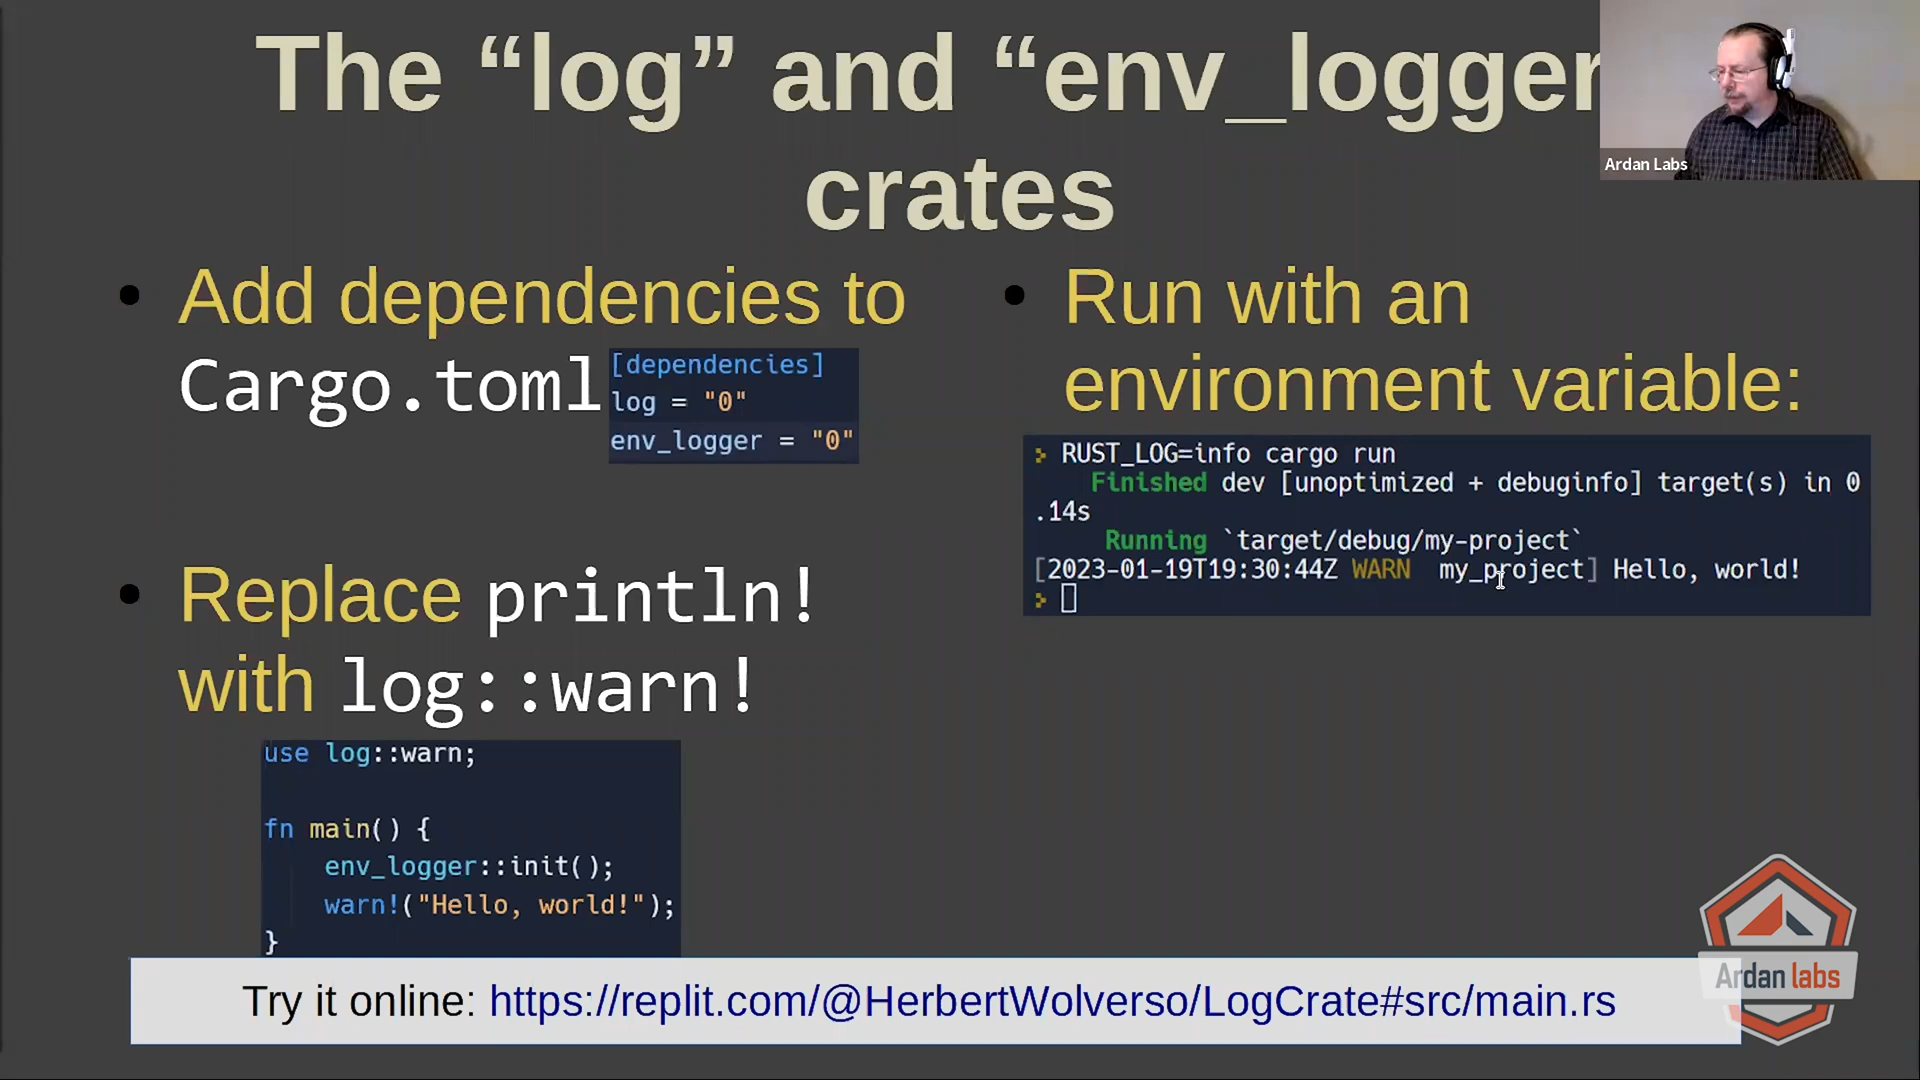 The “log” and “env_logger
crates
Ardan Labs
Add dependencies to
Cargo.toml
[dependencies]
log = "0"
env_logger = "0"
Replace println!
with log::warn!
use log::warn;
fn main() {
env_logger::init();
warn!("Hello, world!");
}
Run with an
environment variable:
> RUST_LOG=info cargo run
Finished dev [unoptimized + debuginfo] target(s) in 0
.14s
Running `target/debug/my-project`
[2023-01-19T19:30:44Z WARN my_project] Hello, world!
>
Try it online: https://replit.com/@HerbertWolverso/LogCrate#src/main.rs
Ardan labs